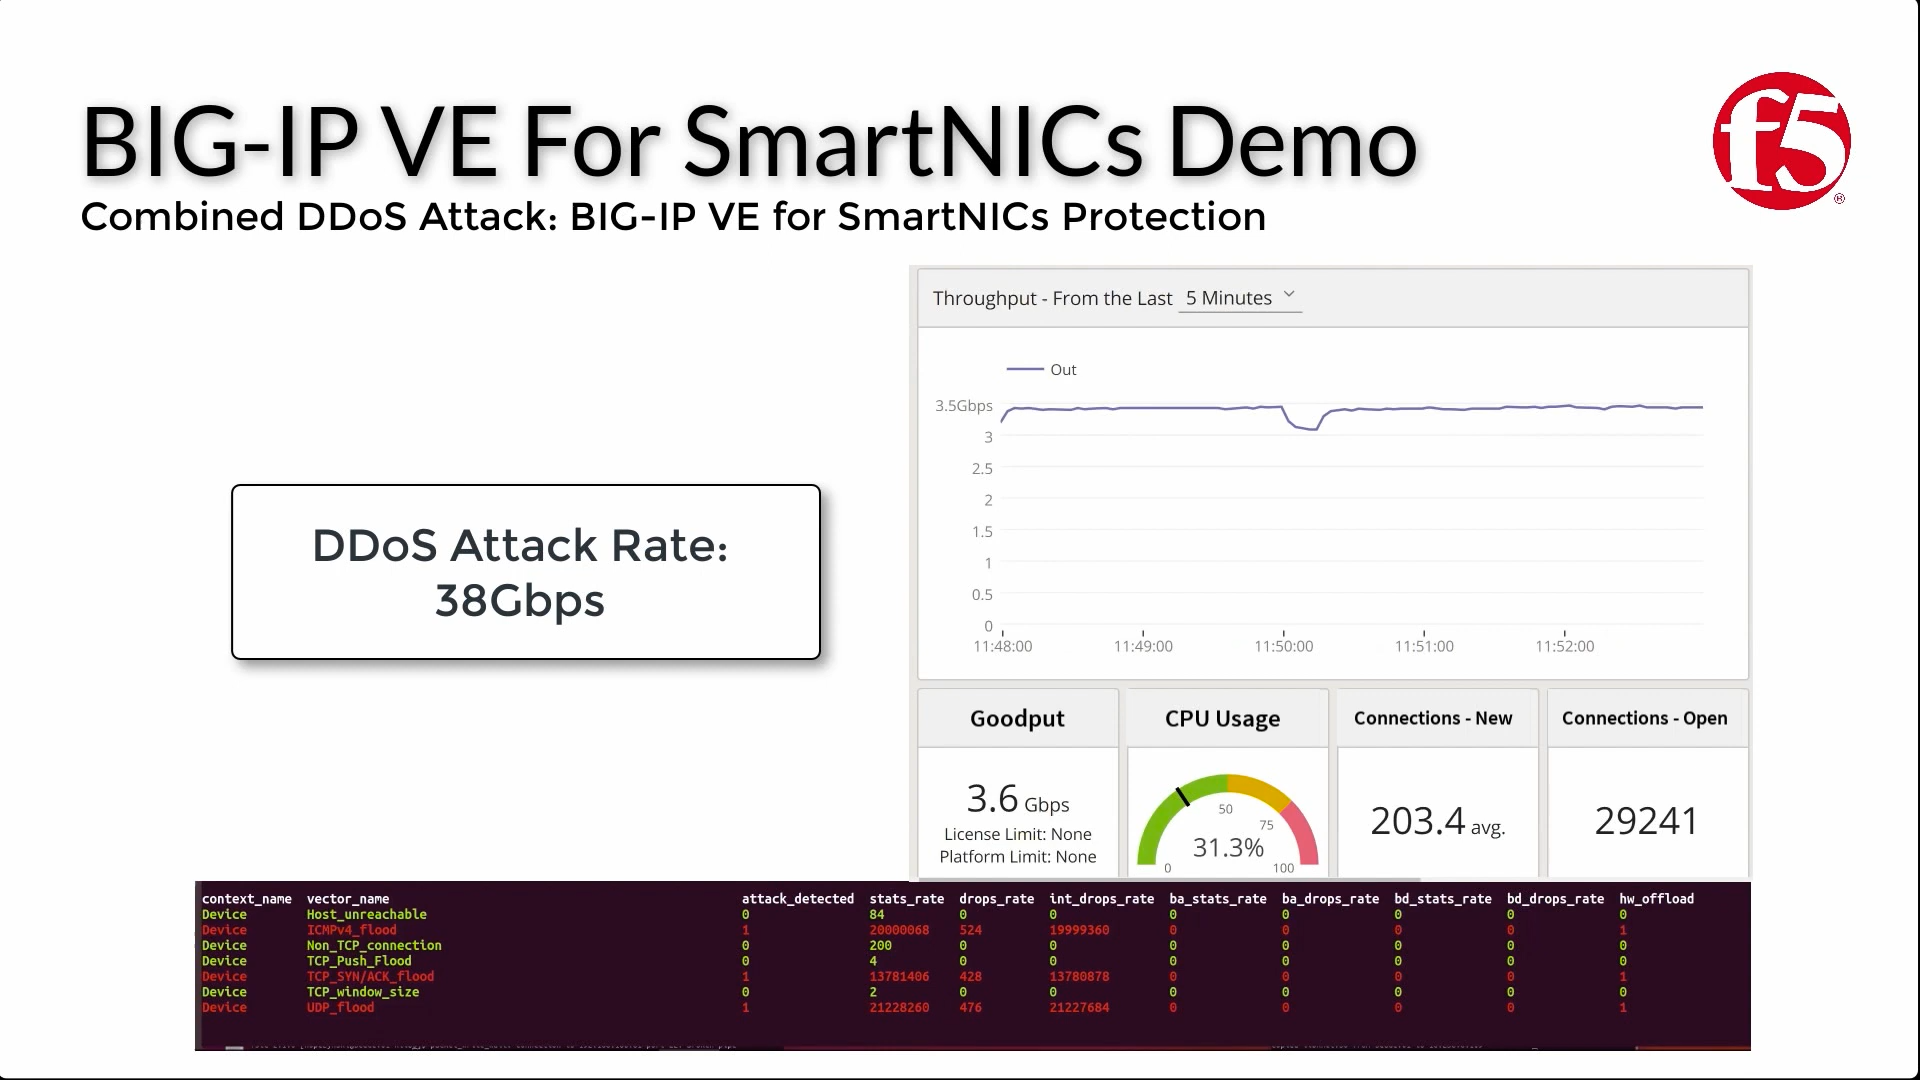 BIG-IP VE For SmartNICs Demo
f5
®
Combined DDoS Attack: BIG-IP VE for SmartNICs Protection
DDoS Attack Rate:
38Gbps
Throughput - From the Last 5 Minutes
Out
3.5Gbps
3
2.5
2
1.5
1
0.5
0
11:48:00 11:49:00 11:50:00 11:51:00 11:52:00
Goodput CPU Usage Connections - New Connections - Open
3.6 Gbps
License Limit: None
Platform Limit: None
0 50 75 100
31.3%
203.4 avg.
29241
context_name vector_name attack_detected stats_rate drops_rate int_drops_rate ba_stats_rate ba_drops_rate bd_stats_rate bd_drops_rate hw_offload
Device Host_unreachable 0 84 0 0 0 0 0 0 0
Device ICMPv4_flood 1 20000068 524 19999360 0 0 0 0 1
Device Non_TCP_connection 0 200 0 0 0 0 0 0 0
Device TCP_Push_Flood 0 4 0 0 0 0 0 0 0
Device TCP_SYN/ACK_flood 1 13781406 428 13780878 0 0 0 0 1
Device TCP_window_size 0 2 0 0 0 0 0 0 0
Device UDP_flood 1 21228260 476 21227684 0 0 0 0 1